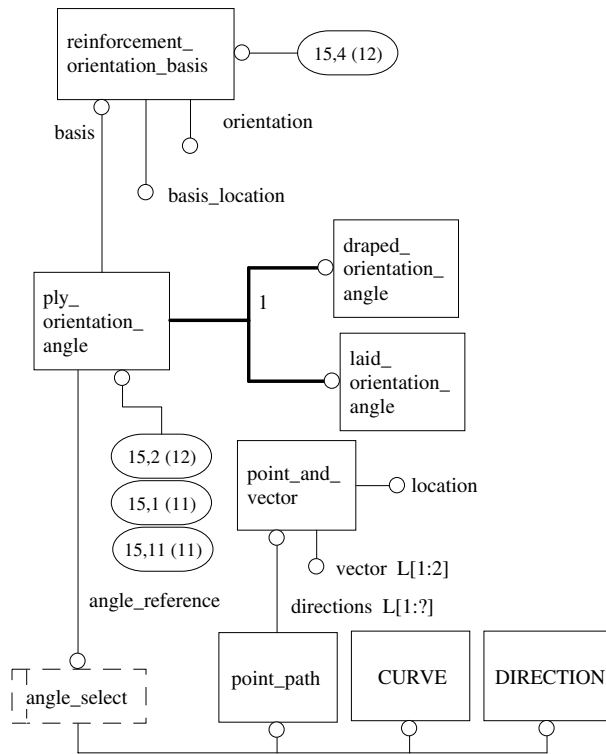 reinforcement_
orientation_basis
15,4 (12)
orientation
basis
basis_location
draped_
orientation_
angle
ply_
orientation_
angle
1
laid_
orientation_
angle
15,2 (12)
15,1 (11)
15,11 (11)
point_and_
vector
location
vector L[1:2]
angle_reference
directions L[1:?]
angle_select
point_path
CURVE
DIRECTION